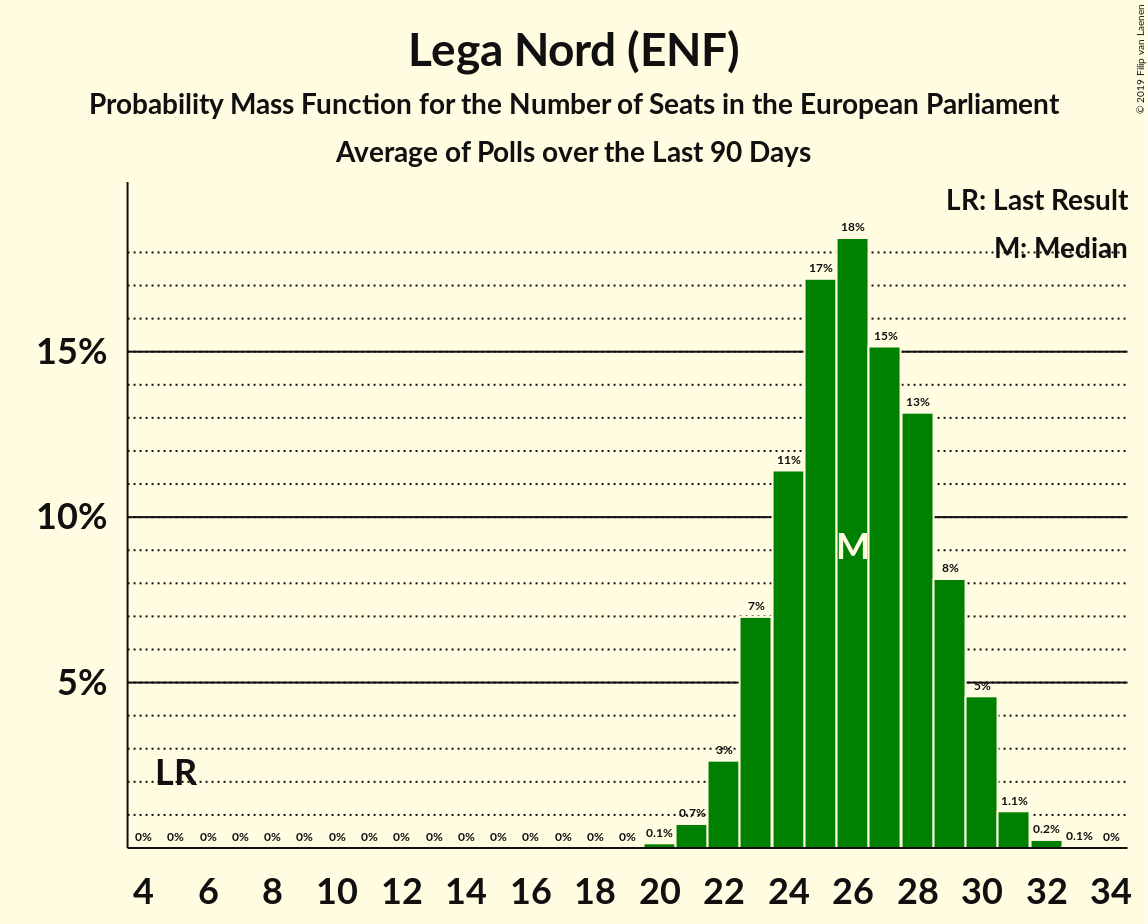 Lega Nord (ENF)
Probability Mass Function for the Number of Seats in the European Parliament
Average of Polls over the Last 90 Days
© 2019 Filip van Laenen
LR: Last Result
M: Median
15%
10%
5%
0% 0% 0% 0% 0% 0% 0% 0% 0% 0% 0% 0% 0% 0% 0% 0% 0.1% 0.7% 3% 7% 11% 17% 18% 15% 13% 8% 5% 1.1% 0.2% 0.1% 0%
LR
M
4 6 8 10 12 14 16 18 20 22 24 26 28 30 32 34